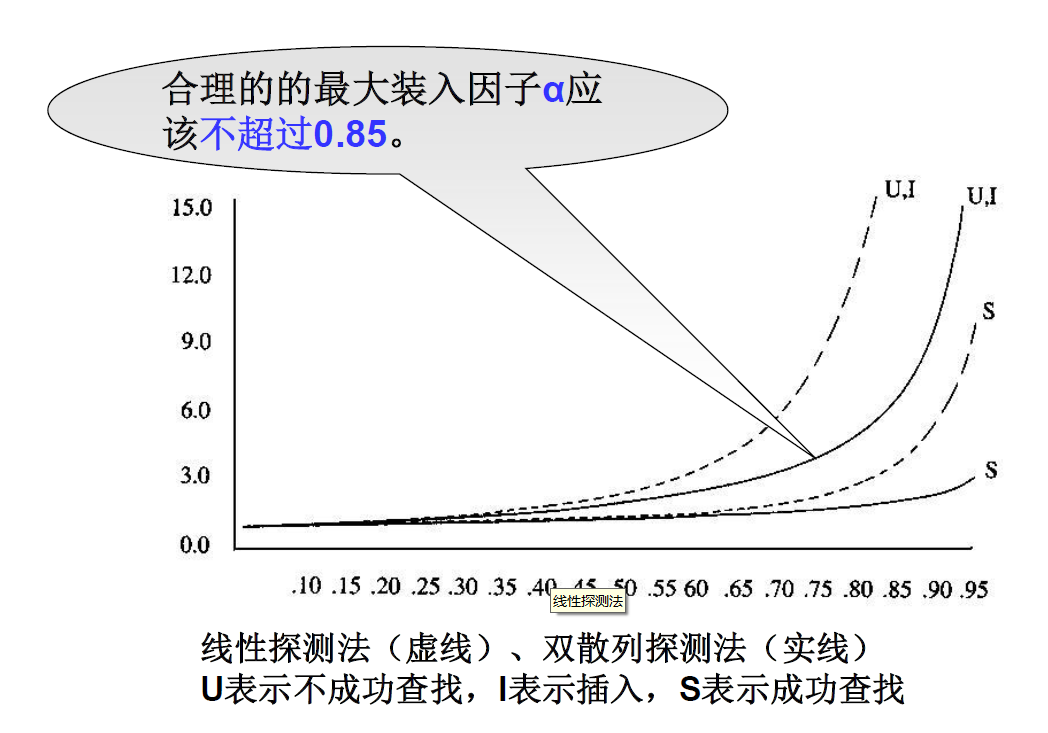 合理的的最大装入因子α应
该不超过0.85。
U,I
U,I
15.0
12.0
S
9.0
6.0
3.0
S
0.0
.10 .15 .20 .25 .30 .35 .40 .45 .50 .55 60 .65 .70 .75 .80 .85 .90 .95
线性探测法
线性探测法（虚线）、双散列探测法（实线）
U表示不成功查找，I表示插入，S表示成功查找